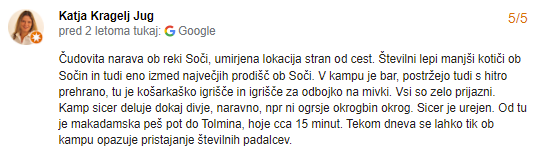 Katja Kragelj Jug
5/5
pred 2 letoma tukaj: Google
Čudovita narava ob reki Soči, umirjena lokacija stran od cest. Številni lepi manjši kotiči ob
Sočin in tudi eno izmed največjih prodišč ob Soči. V kampu je bar, postržejo tudi s hitro
prehrano, tu je košarkaško igrišče in igrišče za odbojko na mivki. Vsi so zelo prijazni.
Kamp sicer deluje dokaj divje, naravno, npr ni ogrsje okrogbin okrog. Sicer je urejen. Od tu
je makadamska peš pot do Tolmina, hoje cca 15 minut. Tekom dneva se lahko tik ob
kampu opazuje pristajanje številnih padalcev.